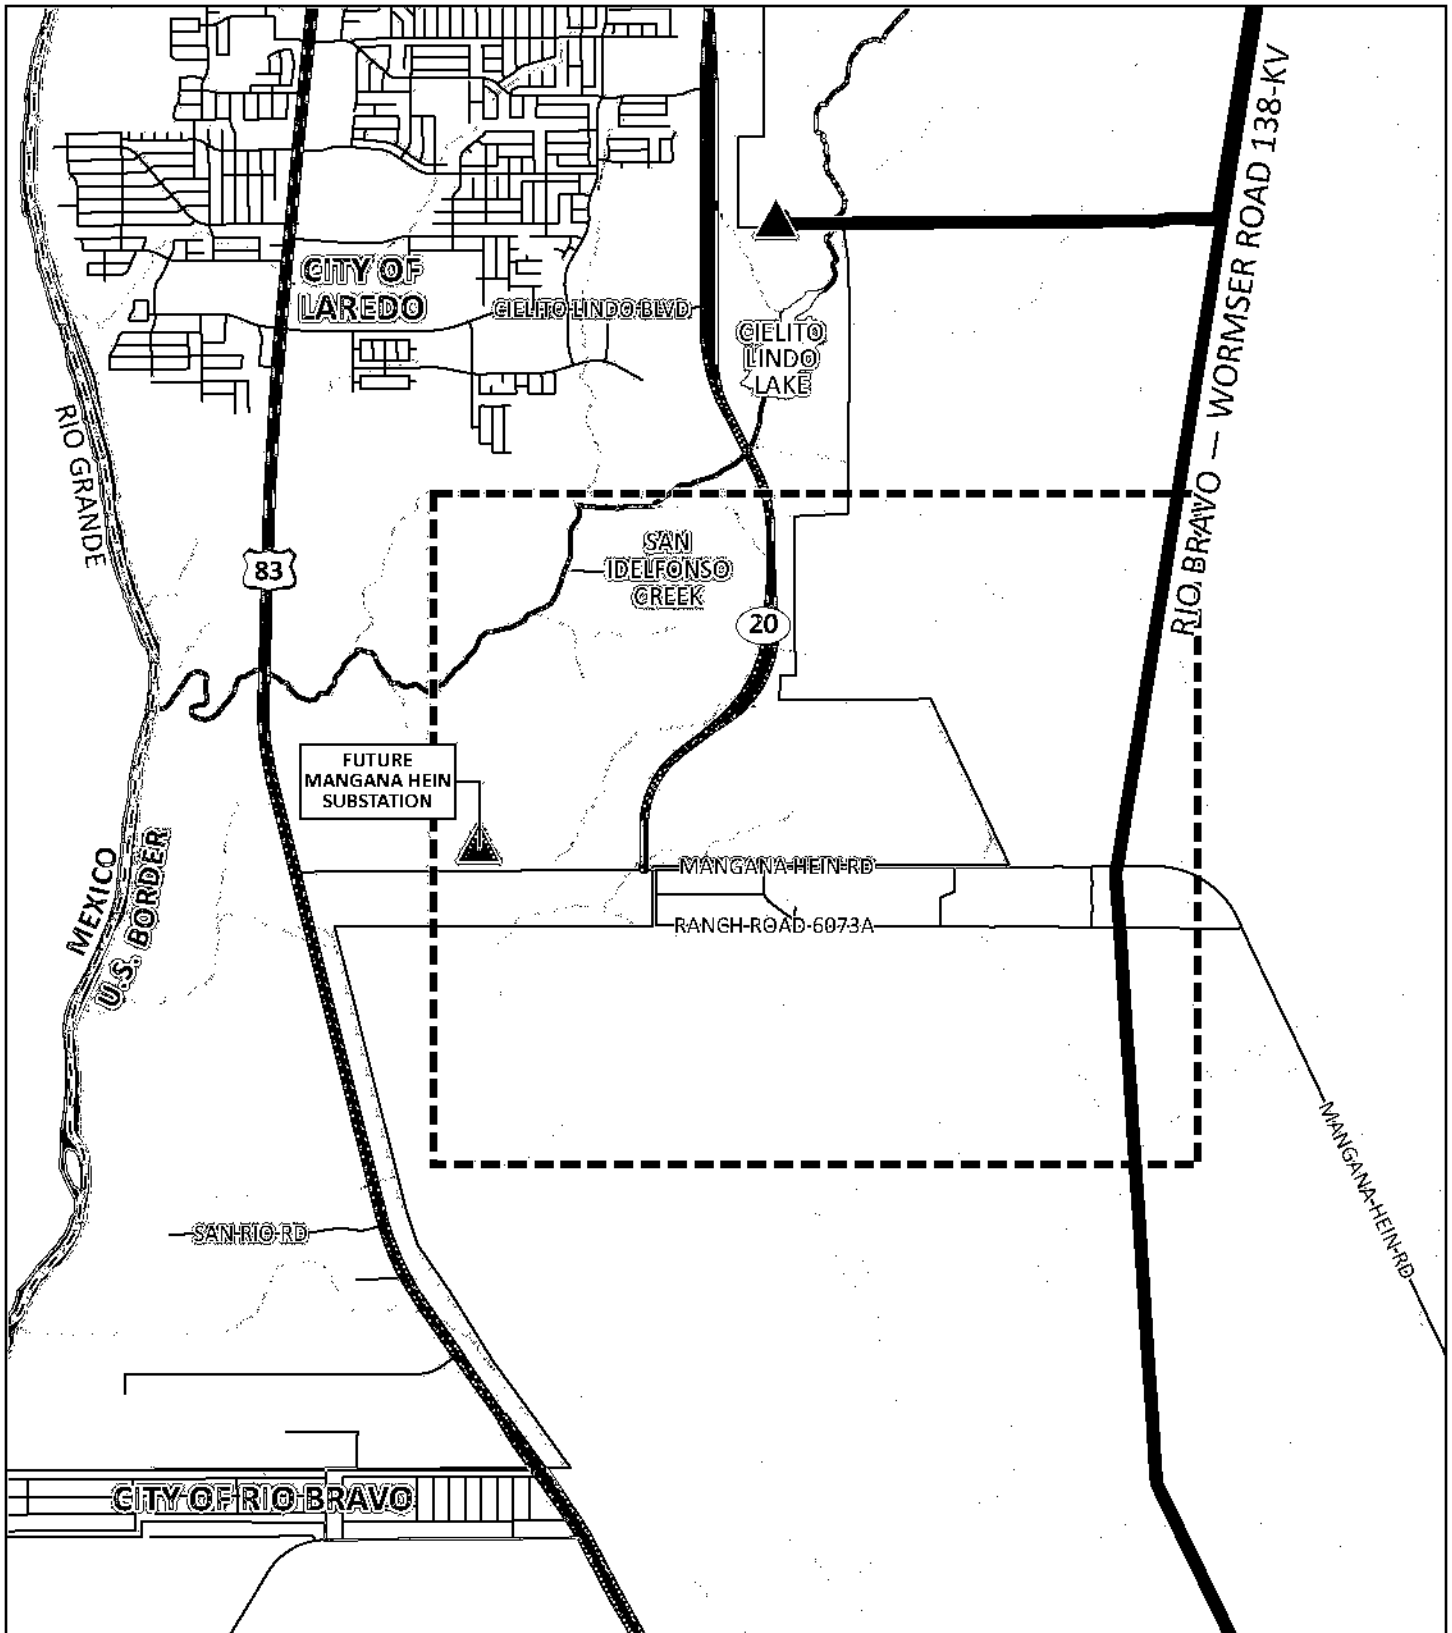 RIO BRAVO — WORMSER ROAD 138-KV
CITY OF
LAREDO
CIELITO LINDO BLVD
CIELITO
LINDO
LAKE
RIO GRANDE
83
SAN
IDELFONSO
CREEK
20
FUTURE
MANGANA HEIN
SUBSTATION
MANGANA HEIN RD
MEXICO
U.S. BORDER
RANCH ROAD 6073A
MANGANA HEIN RD
SAN RIO RD
CITY OF RIO BRAVO